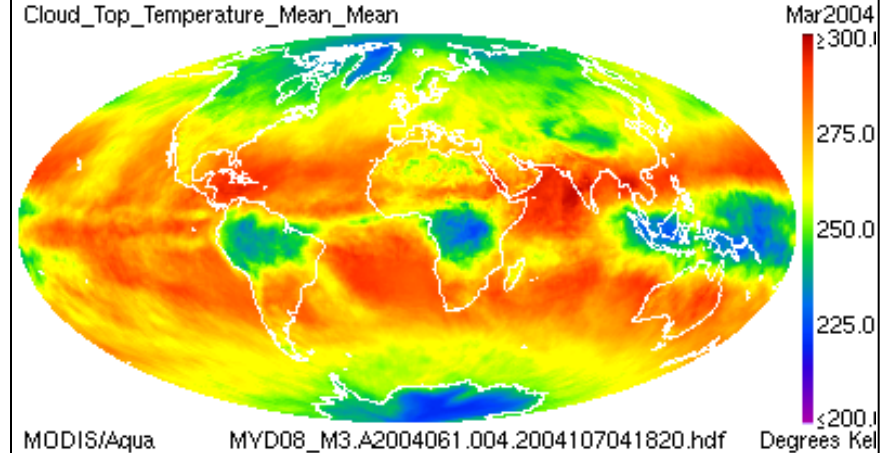 Cloud_Top_Temperature_Mean_Mean
Mar2004
≥300.
275.0
250.0
225.0
≤200.
MODIS/Aqua
MYD08_M3.A2004061.004.2004107041820.hdf
Degrees Kel